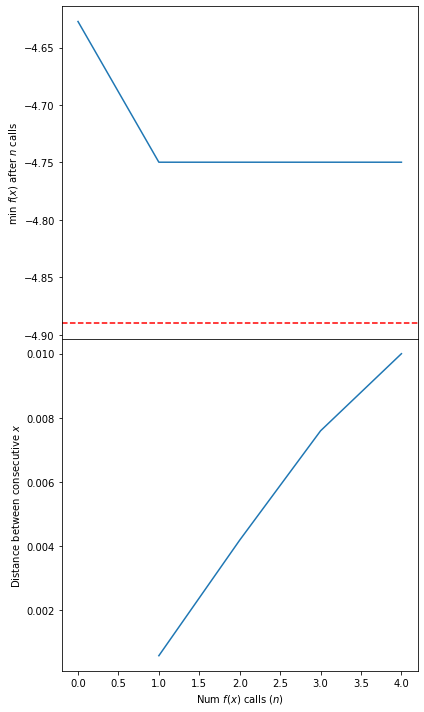 −4.65
−4.70
−4.75
−4.80
−4.85
−4.90
min f(x) after n calls
0.010
0.008
0.006
0.004
0.002
Distance between consecutive x
0.0 0.5 1.0 1.5 2.0 2.5 3.0 3.5 4.0
Num f(x) calls (n)